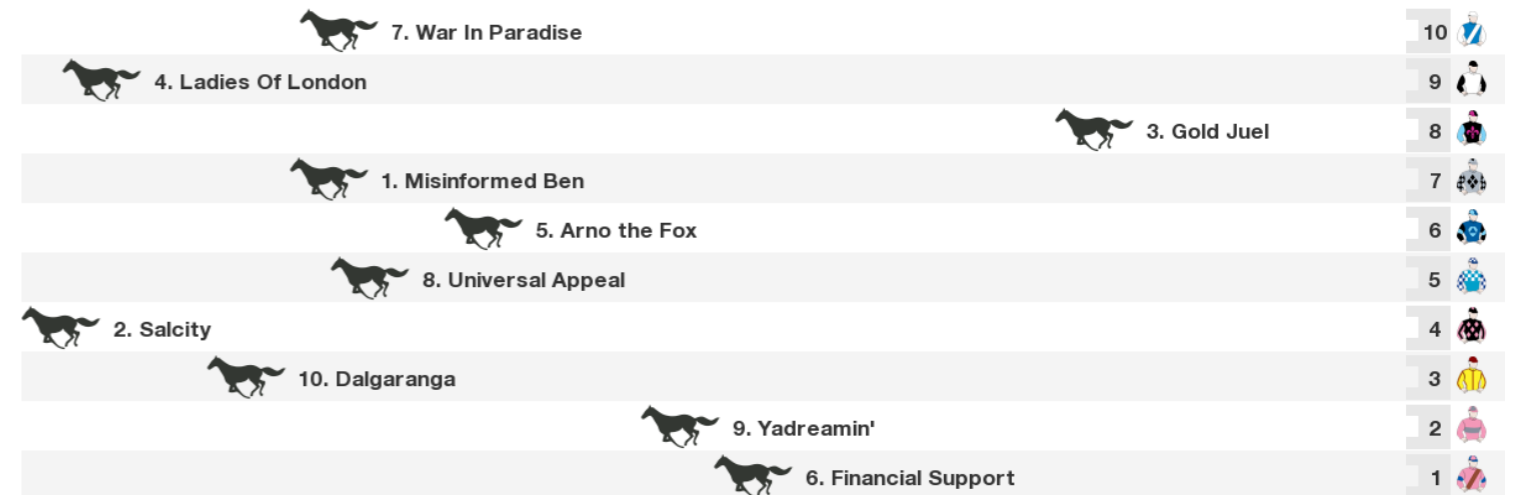 7. War In Paradise 10
4. Ladies Of London 9
3. Gold Juel 8
1. Misinformed Ben 7
5. Arno the Fox 6
8. Universal Appeal 5
2. Salcity 4
10. Dalgaranga 3
9. Yadreamin' 2
6. Financial Support 1